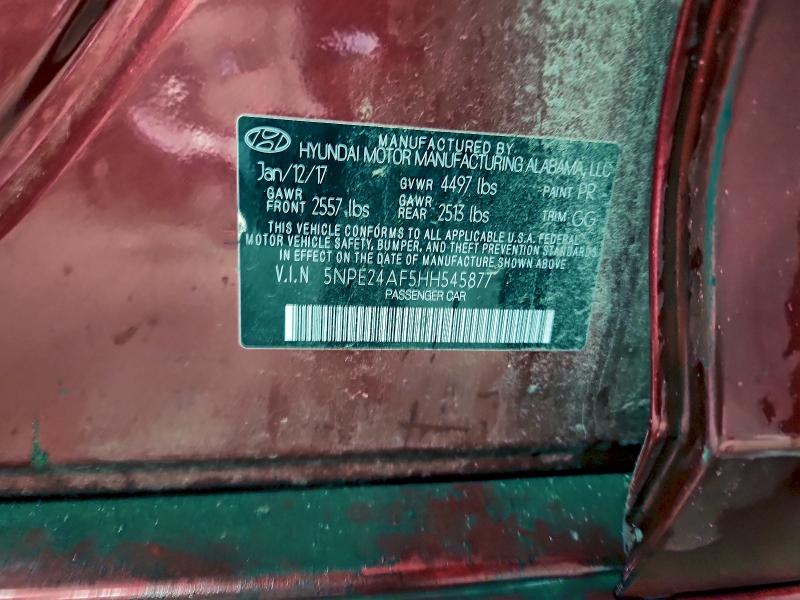 MANUFACTURED BY
HYUNDAI MOTOR MANUFACTURING ALABAMA, LLC
Jan/12/17 GVWR 4497 lbs PAINT PR
GAWR FRONT 2557 lbs GAWR REAR 2513 lbs TRIM GG
THIS VEHICLE CONFORMS TO ALL APPLICABLE U.S.A. FEDERAL
MOTOR VEHICLE SAFETY, BUMPER, AND THEFT PREVENTION STANDARDS
IN EFFECT ON THE DATE OF MANUFACTURE SHOWN ABOVE
V.I.N 5NPE24AF5HH545877
PASSENGER CAR